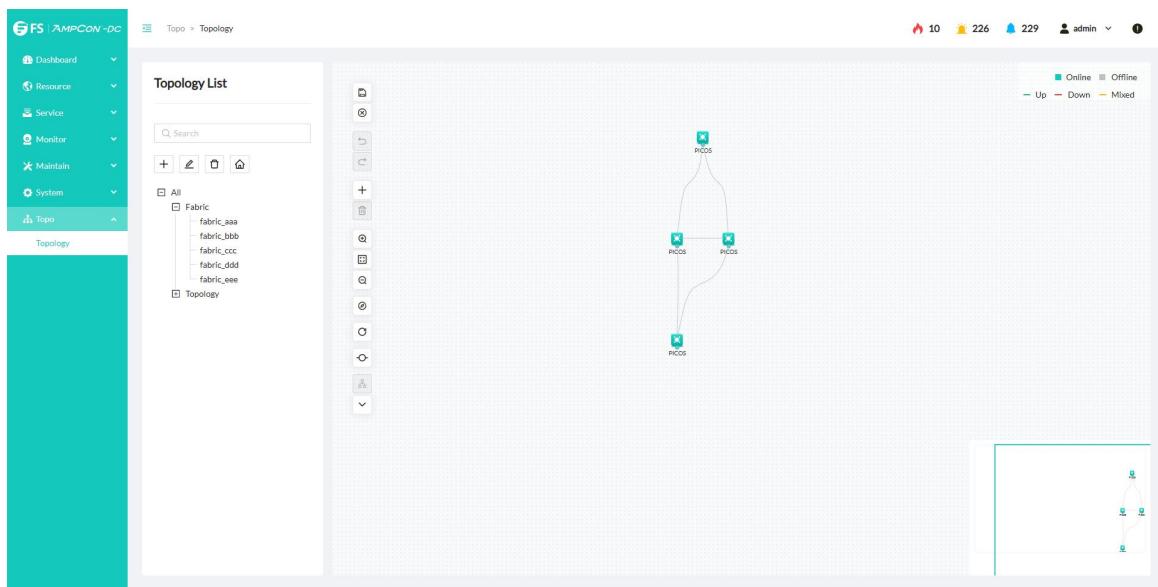 FS AMPCON-DC
Topo > Topology
10
226
229
admin
Dashboard
Resource
Service
Monitor
Maintain
System
Topo
Topology
Topology List
Search
All
Fabric
fabric_aaa
fabric_bbb
fabric_ccc
fabric_ddd
fabric_eee
Topology
Online Offline
Up Down Mixed
PICOS
PICOS PICOS
PICOS